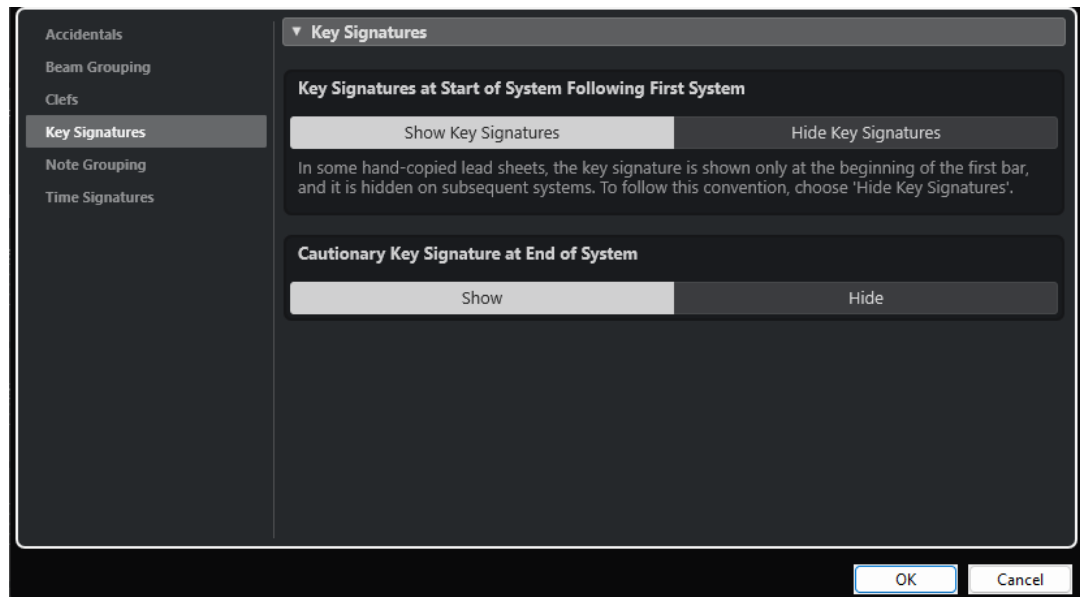 Accidentals
Beam Grouping
Clefs
Key Signatures
Note Grouping
Time Signatures
Key Signatures
Key Signatures at Start of System Following First System
Show Key Signatures
Hide Key Signatures
In some hand-copied lead sheets, the key signature is shown only at the beginning of the first bar,
and it is hidden on subsequent systems. To follow this convention, choose 'Hide Key Signatures'.
Cautionary Key Signature at End of System
Show
Hide
OK
Cancel